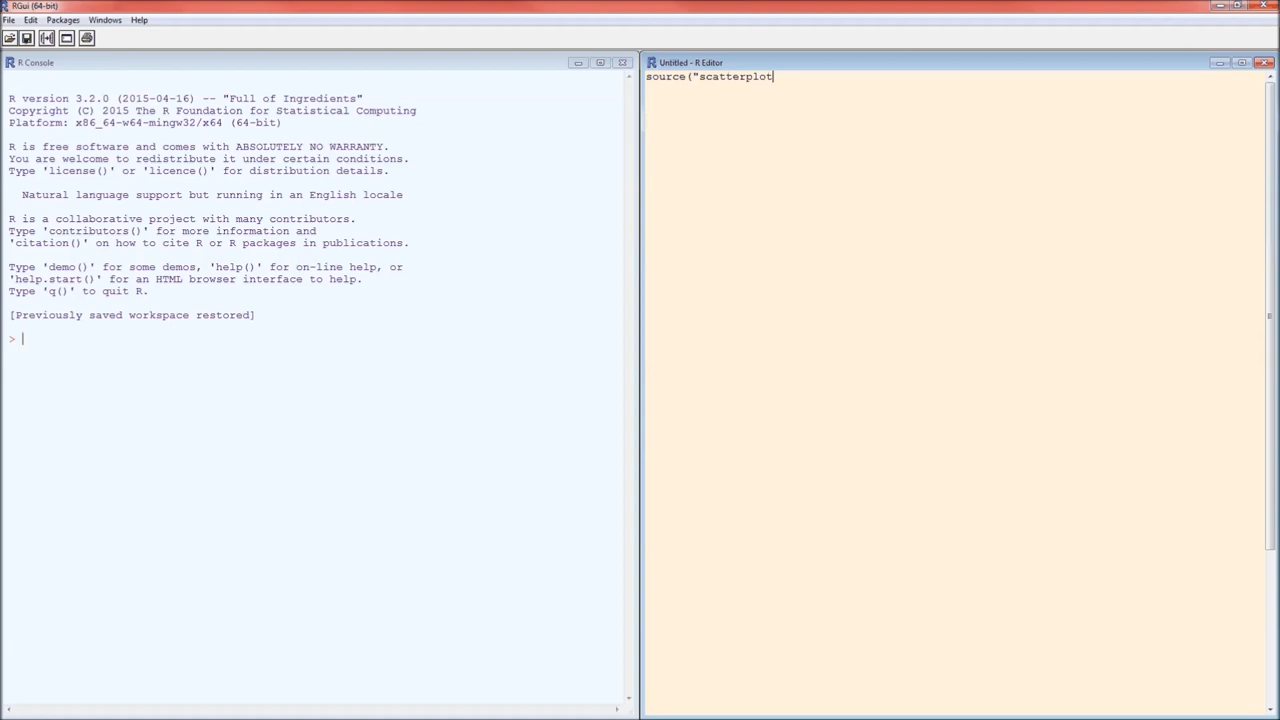 RGui (64-bit)
File Edit Packages Windows Help
R Console
R version 3.2.0 (2015-04-16) -- "Full of Ingredients"
Copyright (C) 2015 The R Foundation for Statistical Computing
Platform: x86_64-w64-mingw32/x64 (64-bit)
R is free software and comes with ABSOLUTELY NO WARRANTY.
You are welcome to redistribute it under certain conditions.
Type 'license()' or 'licence()' for distribution details.
Natural language support but running in an English locale
R is a collaborative project with many contributors.
Type 'contributors()' for more information and
'citation()' on how to cite R or R packages in publications.
Type 'demo()' for some demos, 'help()' for on-line help, or
'help.start()' for an HTML browser interface to help.
Type 'q()' to quit R.
[Previously saved workspace restored]
>
Untitled - R Editor
source("scatterplot